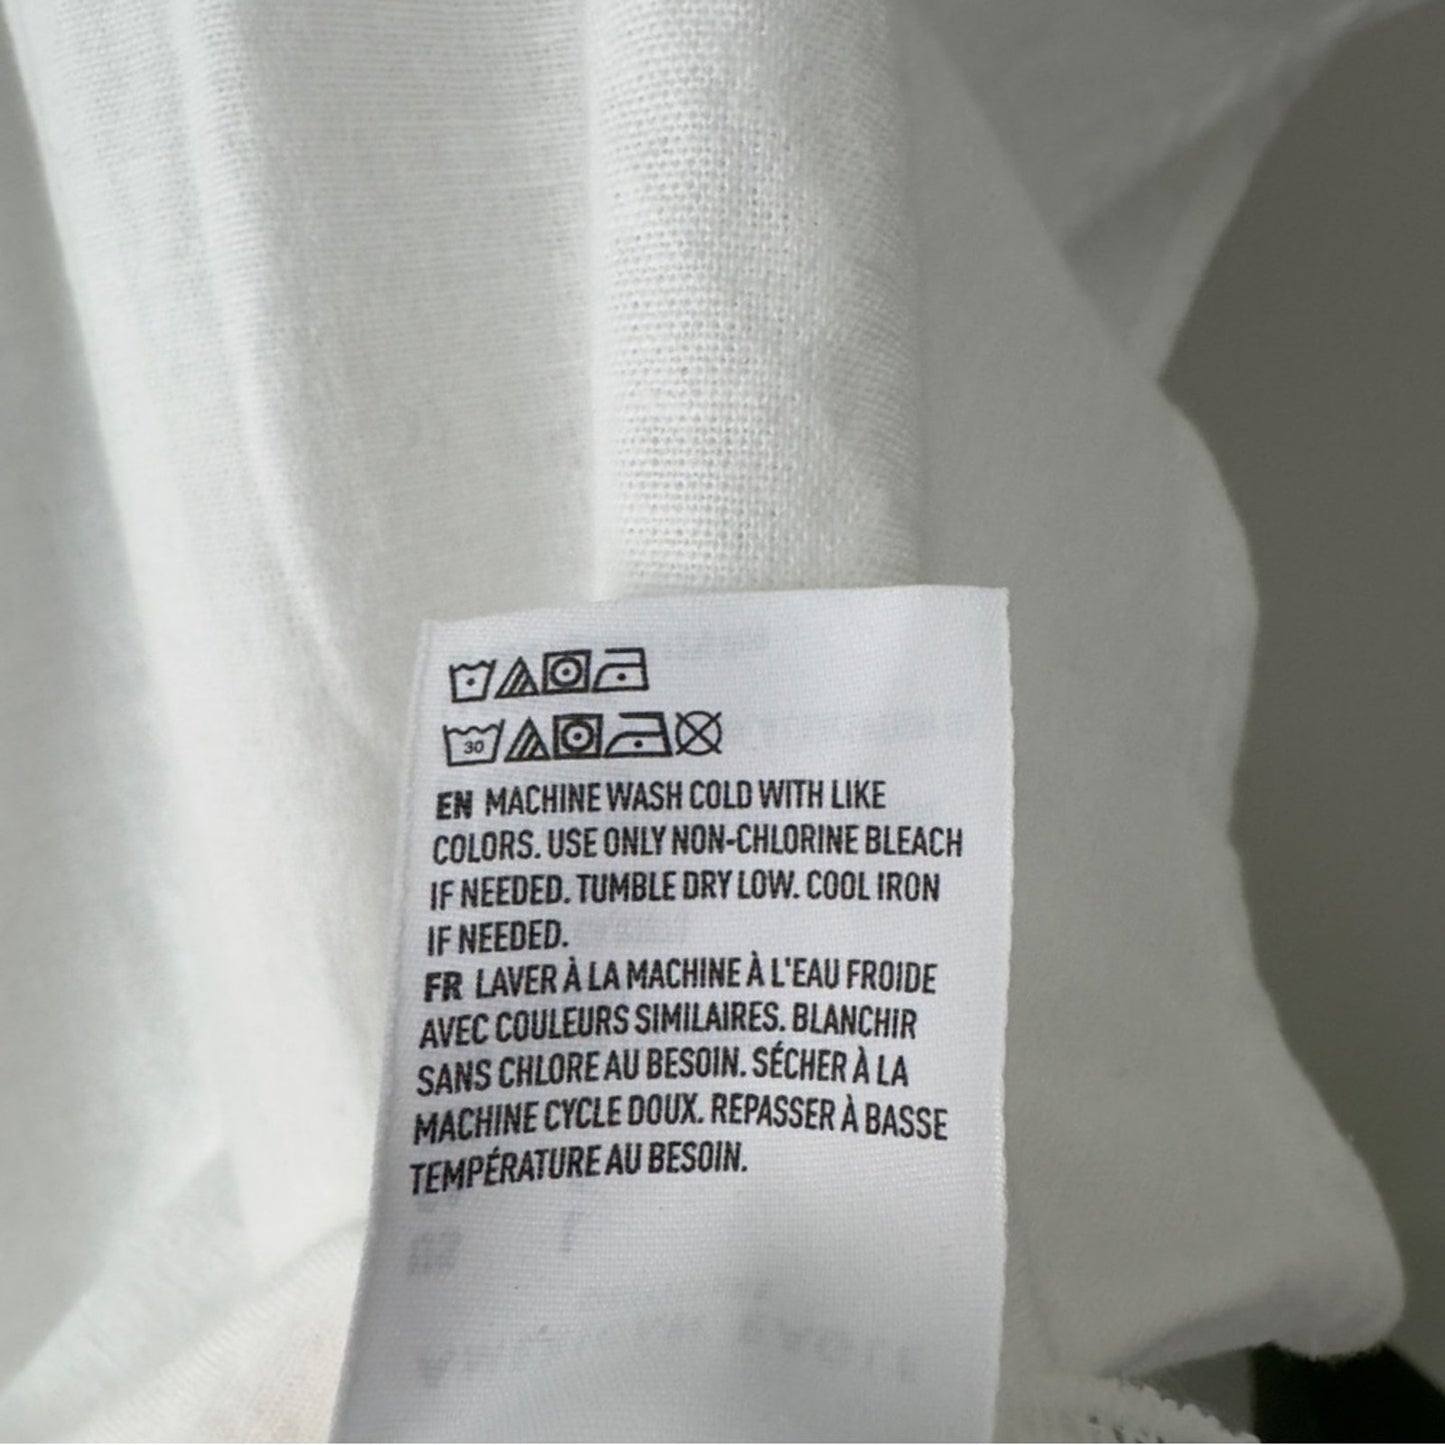 30
EN MACHINE WASH COLD WITH LIKE
COLORS. USE ONLY NON-CHLORINE BLEACH
IF NEEDED. TUMBLE DRY LOW. COOL IRON
IF NEEDED.
FR LAVER À LA MACHINE À L'EAU FROIDE
AVEC COULEURS SIMILAIRES. BLANCHIR
SANS CHLORE AU BESOIN. SÉCHER À LA
MACHINE CYCLE DOUX. REPASSER À BASSE
TEMPÉRATURE AU BESOIN.